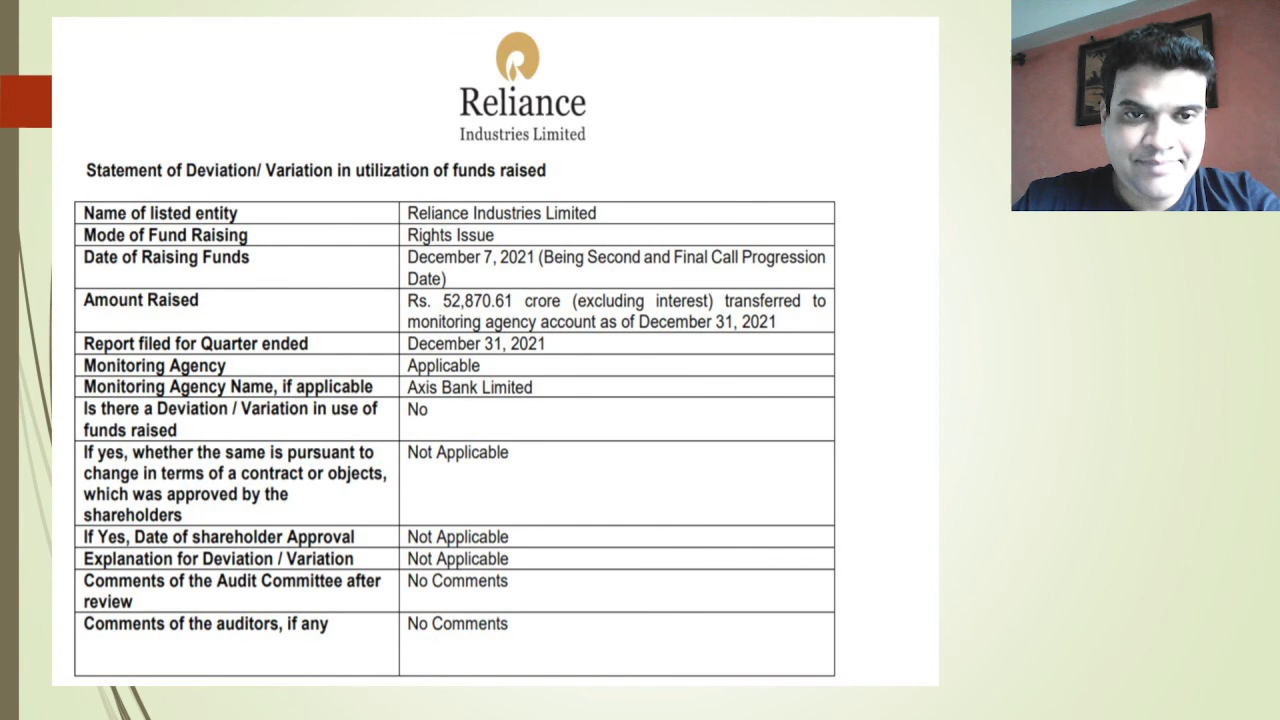 Reliance
Industries Limited
Statement of Deviation/ Variation in utilization of funds raised
Name of listed entity
Reliance Industries Limited
Mode of Fund Raising
Rights Issue
Date of Raising Funds
December 7, 2021 (Being Second and Final Call Progression
Date)
Amount Raised
Rs. 52,870.61 crore (excluding interest) transferred to
monitoring agency account as of December 31, 2021
Report filed for Quarter ended
December 31, 2021
Monitoring Agency
Applicable
Monitoring Agency Name, if applicable
Axis Bank Limited
Is there a Deviation / Variation in use of
funds raised
No
If yes, whether the same is pursuant to
change in terms of a contract or objects,
which was approved by the
shareholders
Not Applicable
If Yes, Date of shareholder Approval
Not Applicable
Explanation for Deviation / Variation
Not Applicable
Comments of the Audit Committee after
review
No Comments
Comments of the auditors, if any
No Comments